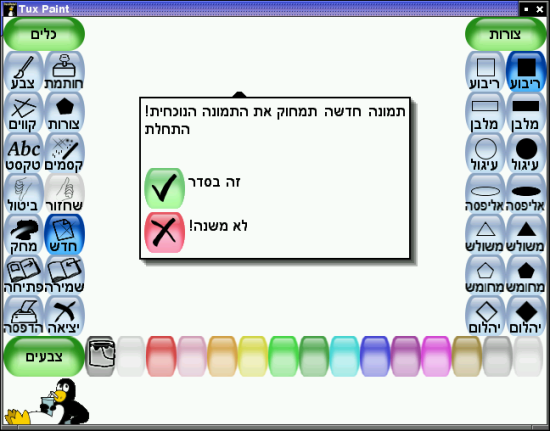 Tux Paint
כלים
צורות
צבע
חותמת
קווים
צורות
Abc
טקסט
קסמים
ביטול
שחזור
מחק
חדש
פתיחה
שמירה
הדפסה
יציאה
תמונה חדשה תמחוק את התמונה הנוכחית!
התחלת
זה בסדר
לא משנה!
ריבוע
ריבוע
מלבן
מלבן
עיגול
עיגול
אליפסה
אליפסה
משולש
משולש
מחומש
מחומש
יהלום
יהלום
צבעים